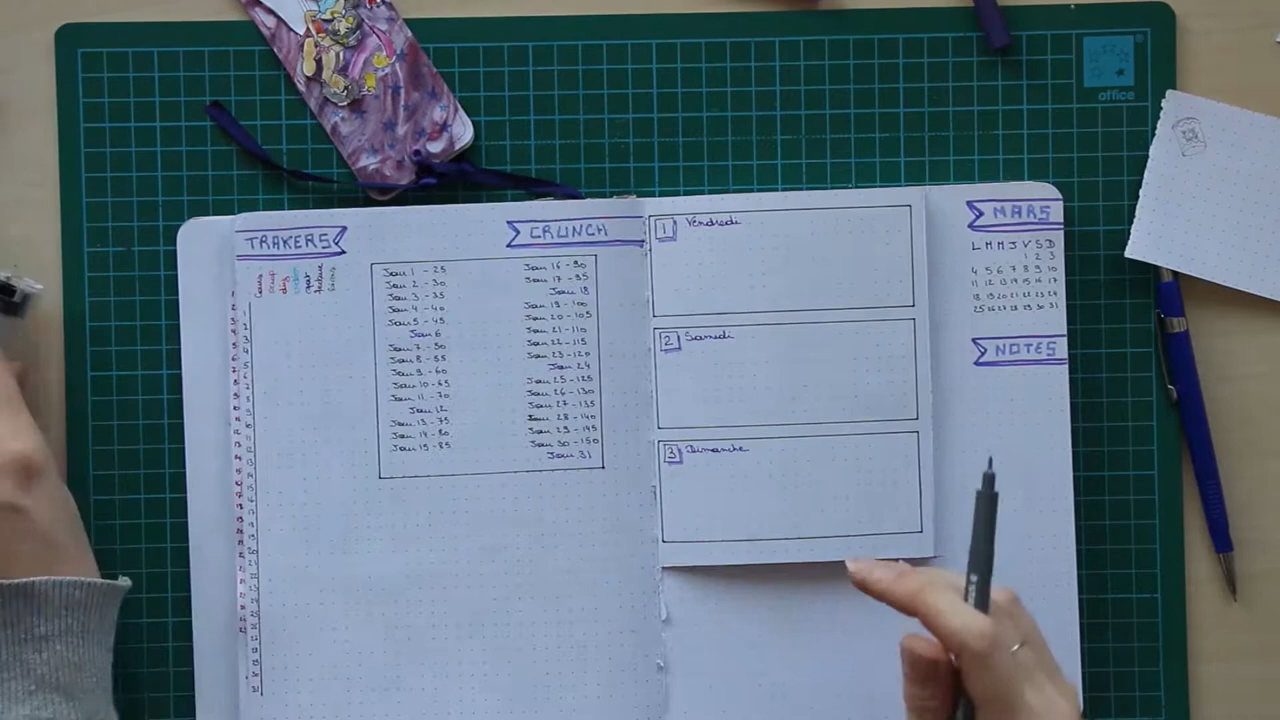 office
TRAKERS
CRUNCH
Jour 1 - 25
Jour 2 - 30
Jour 3 - 35
Jour 4 - 40
Jour 5 - 45
Jour 6
Jour 7 - 50
Jour 8 - 55
Jour 9 - 60
Jour 10 - 65
Jour 11 - 70
Jour 12
Jour 13 - 75
Jour 14 - 80
Jour 15 - 85
Jour 16 - 90
Jour 17 - 95
Jour 18
Jour 19 - 100
Jour 20 - 105
Jour 21 - 110
Jour 22 - 115
Jour 23 - 120
Jour 24
Jour 25 - 125
Jour 26 - 130
Jour 27 - 135
Jour 28 - 140
Jour 29 - 145
Jour 30 - 150
Jour 31
1 Vendredi
2 Samedi
3 Dimanche
MARS
L M M J V S D
1 2 3
4 5 6 7 8 9 10
11 12 13 14 15 16 17
18 19 20 21 22 23 24
25 26 27 28 29 30 31
NOTES